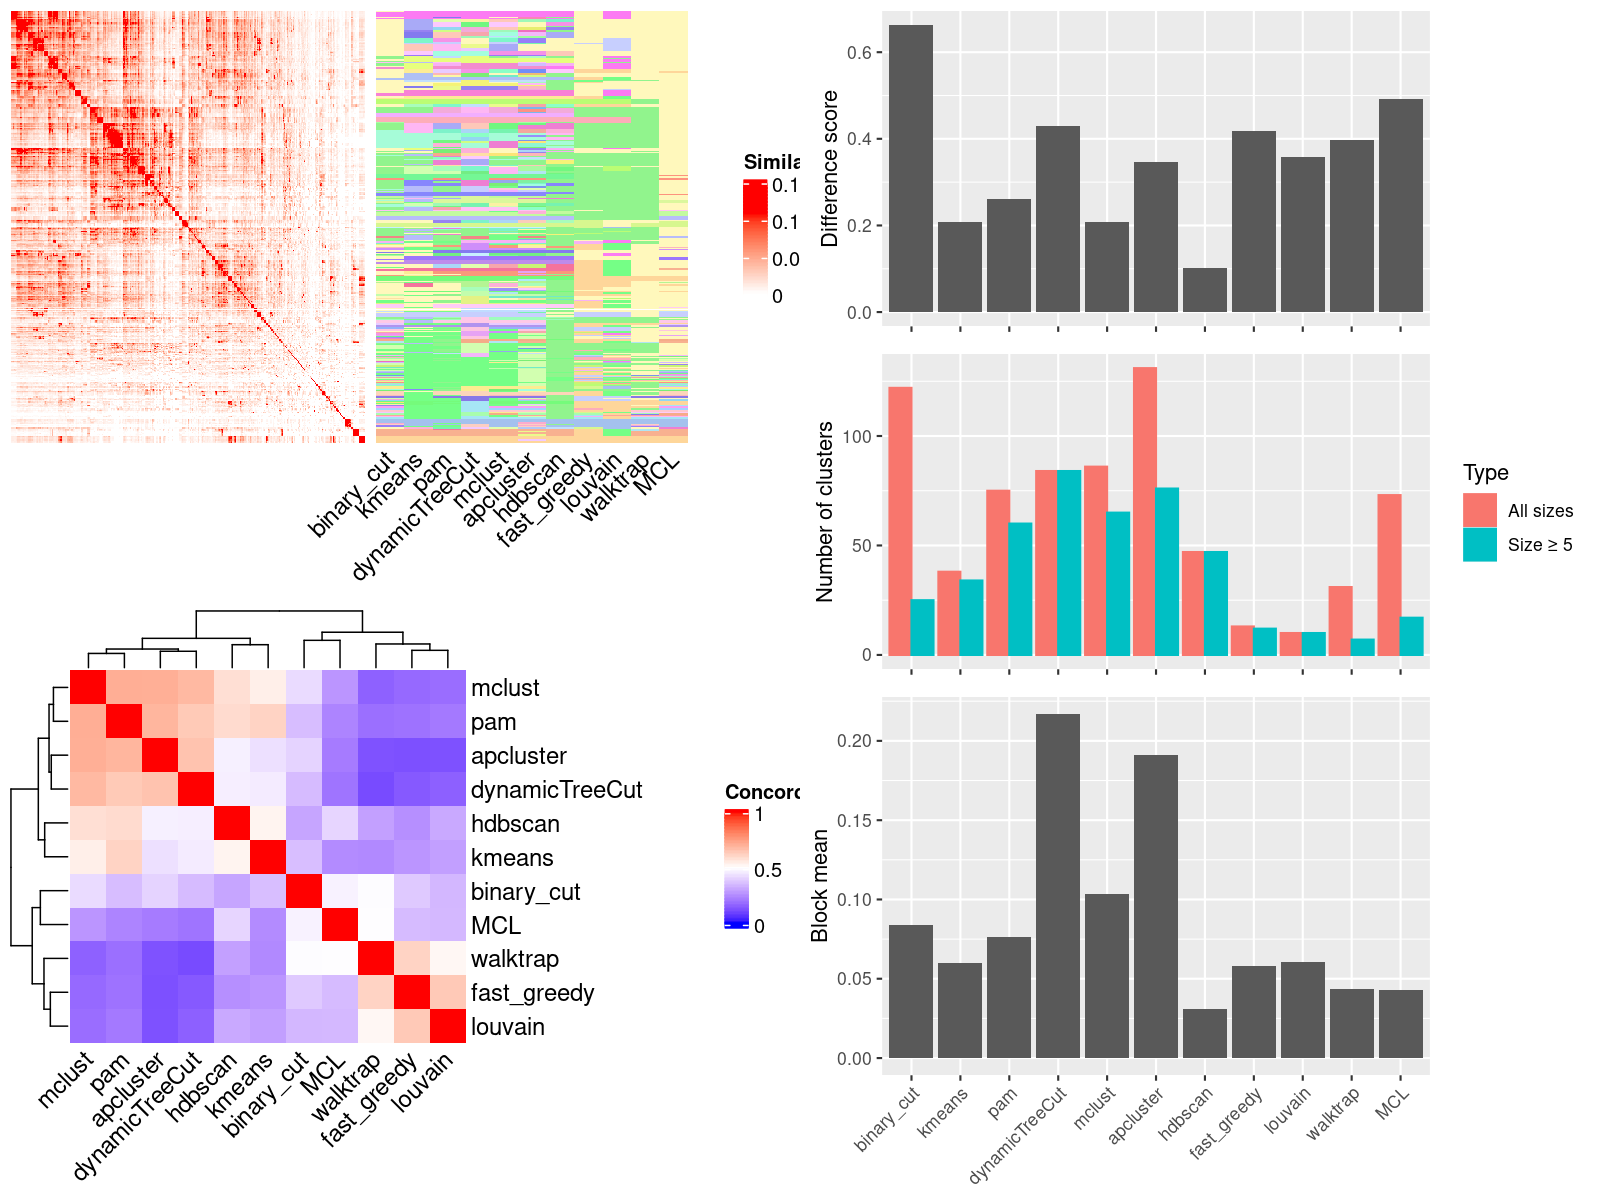 Simila
0.1
0.1
0.0
0
binary_cut
kmeans
pam
dynamicTreeCut
mclust
apcluster
hdbscan
fast_greedy
louvain
walktrap
MCL
mclust
pam
apcluster
dynamicTreeCut
hdbscan
kmeans
binary_cut
MCL
walktrap
fast_greedy
louvain
mclust
pam
apcluster
dynamicTreeCut
hdbscan
kmeans
binary_cut
MCL
walktrap
fast_greedy
louvain
Concord
1
0.5
0
Difference score
0.6
0.4
0.2
0.0
Number of clusters
100
50
0
Type
All sizes
Size ≥ 5
Block mean
0.20
0.15
0.10
0.05
0.00
binary_cut
kmeans
pam
dynamicTreeCut
mclust
apcluster
hdbscan
fast_greedy
louvain
walktrap
MCL